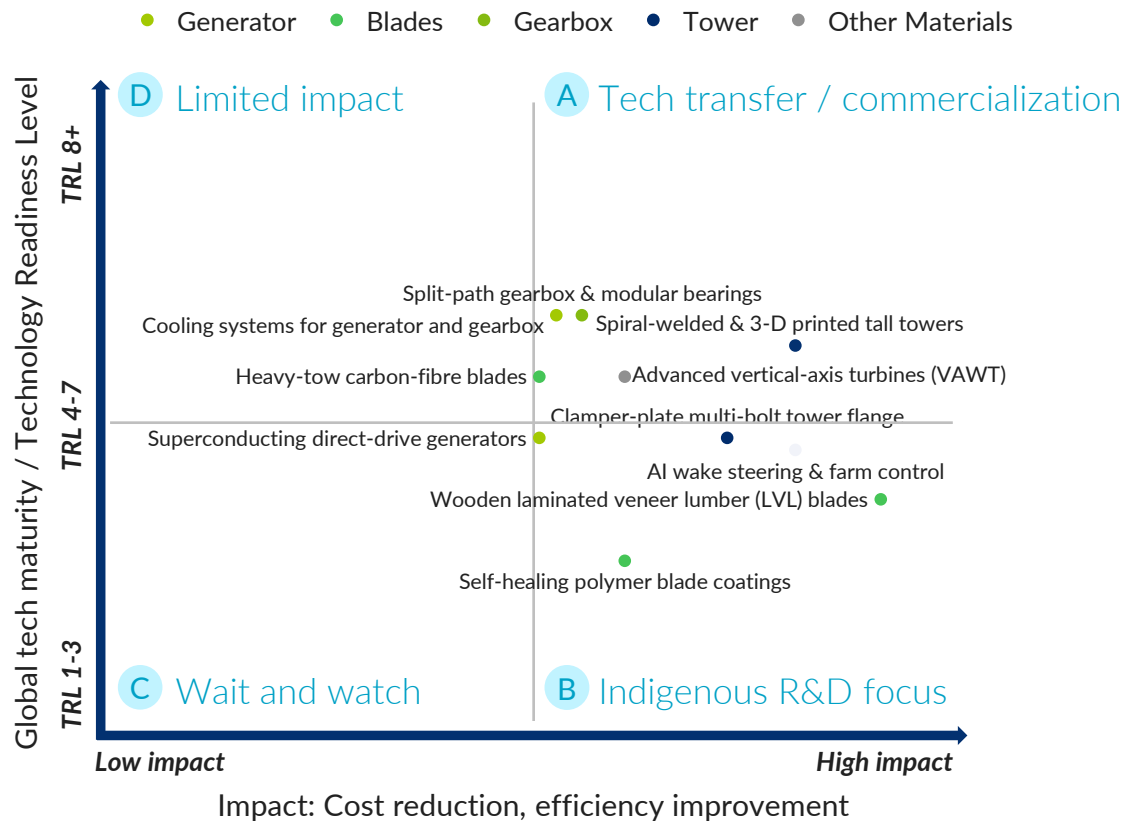 Generator Blades Gearbox Tower Other Materials
D Limited impact
A Tech transfer / commercialization
Global tech maturity / Technology Readiness Level
TRL 8+
TRL 4-7
TRL 1-3
Split-path gearbox & modular bearings
Cooling systems for generator and gearbox
Spiral-welded & 3-D printed tall towers
Heavy-tow carbon-fibre blades
Advanced vertical-axis turbines (VAWT)
Clamper-plate multi-bolt tower flange
Superconducting direct-drive generators
AI wake steering & farm control
Wooden laminated veneer lumber (LVL) blades
Self-healing polymer blade coatings
C Wait and watch
B Indigenous R&D focus
Low impact
High impact
Impact: Cost reduction, efficiency improvement